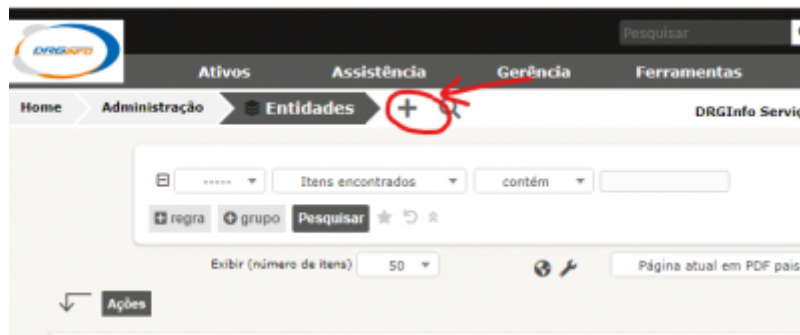 DRGINFO
Pesquisar
Ativos Assistência Gerência Ferramentas
Home Administração Entidades DRGInfo Serviç
----- Itens encontrados contém
regra grupo Pesquisar
Exibir (número de itens) 50 Página atual em PDF pais
Ações